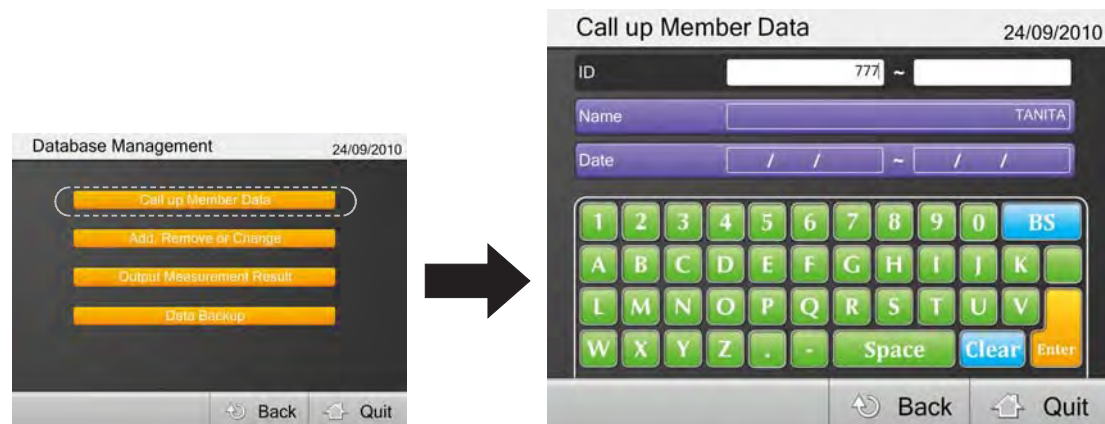 Database Management 24/09/2010
Call up Member Data
Add, Remove or Change
Output Measurement Result
Data Backup
Back Quit
Call up Member Data 24/09/2010
ID 777 ~
Name TANITA
Date / / ~ / /
1 2 3 4 5 6 7 8 9 0 BS
A B C D E F G H I J K
L M N O P Q R S T U V
W X Y Z . - Space Clear Enter
Back Quit